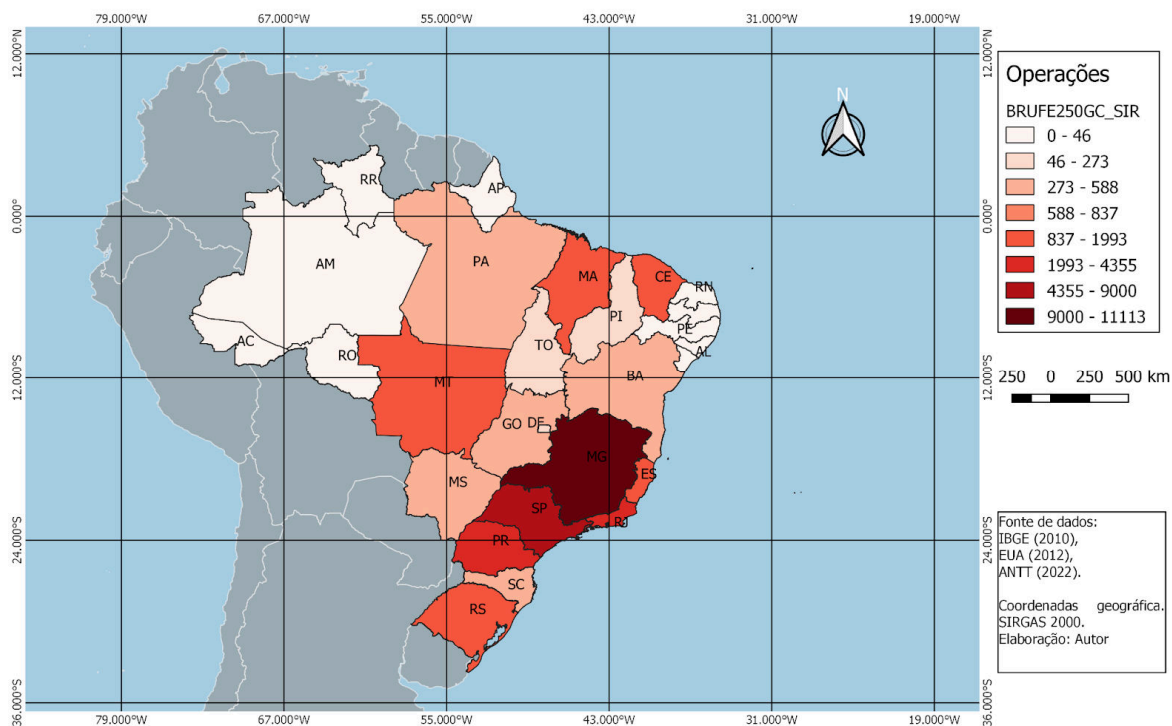 79.000°W 67.000°W 55.000°W 43.000°W 31.000°W 19.000°W
12.000°N 12.000°N
0.000° 0.000°
12.000°S 12.000°S
24.000°S 24.000°S
36.000°S 36.000°S
N
RR
AP
AM
PA
MA
CE
RN
PI
PE
AC
RO
TO
AL
MT
BA
GO
DF
MG
MS
ES
SP
RJ
PR
SC
RS
79.000°W 67.000°W 55.000°W 43.000°W 31.000°W 19.000°W
Operações
BRUFE250GC_SIR
0 - 46
46 - 273
273 - 588
588 - 837
837 - 1993
1993 - 4355
4355 - 9000
9000 - 11113
250 0 250 500 km
Fonte de dados:
IBGE (2010),
EUA (2012),
ANTT (2022).
Coordenadas geográfica.
SIRGAS 2000.
Elaboração: Autor